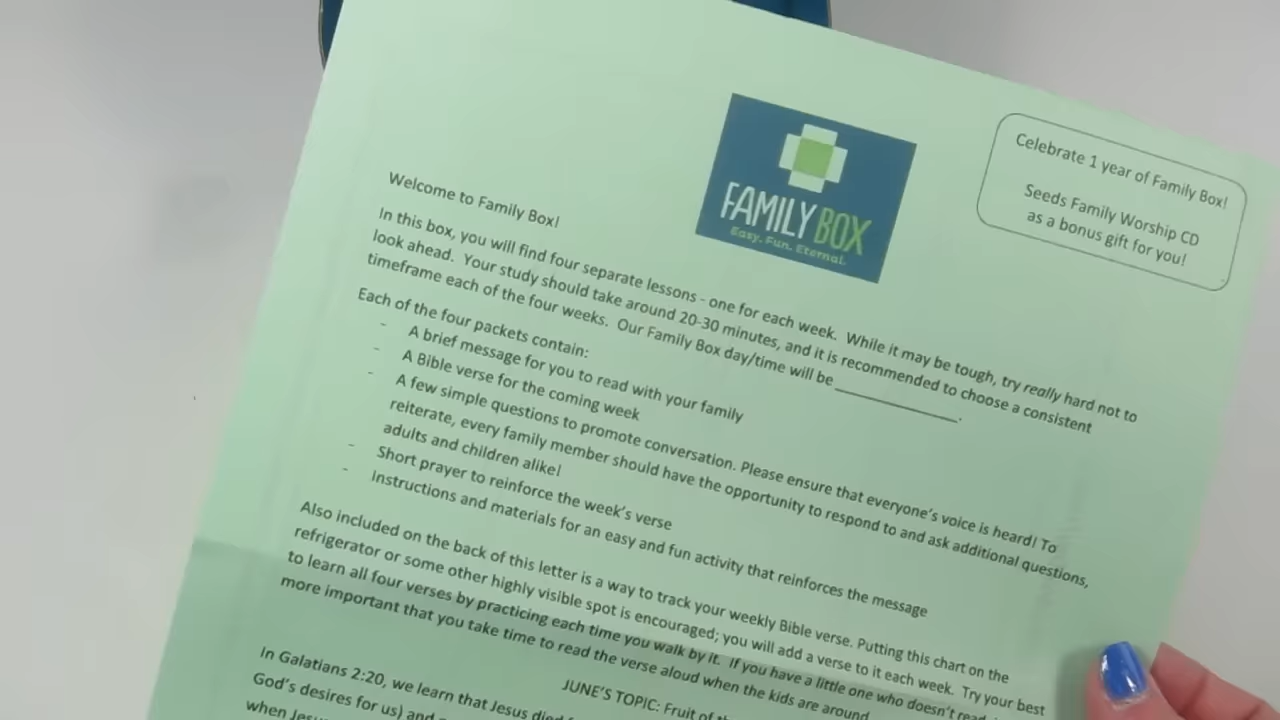 FAMILY BOX
Easy. Fun. Eternal.
Celebrate 1 year of Family Box!
Seeds Family Worship CD
as a bonus gift for you!
Welcome to Family Box!
In this box, you will find four separate lessons - one for each week. While it may be tough, try really hard not to
look ahead. Your study should take around 20-30 minutes, and it is recommended to choose a consistent
timeframe each of the four weeks. Our Family Box day/time will be _______________.
Each of the four packets contain:
- A brief message for you to read with your family
- A Bible verse for the coming week
- A few simple questions to promote conversation. Please ensure that everyone's voice is heard! To
reiterate, every family member should have the opportunity to respond to and ask additional questions,
adults and children alike!
- Short prayer to reinforce the week's verse
- Instructions and materials for an easy and fun activity that reinforces the message
Also included on the back of this letter is a way to track your weekly Bible verse. Putting this chart on the
refrigerator or some other highly visible spot is encouraged; you will add a verse to it each week. Try your best
to learn all four verses by practicing each time you walk by it. If you have a little one who doesn't read,
more important that you take time to read the verse aloud when the kids are around
JUNE'S TOPIC: Fruit of
In Galatians 2:20, we learn that Jesus died
God's desires for us) and
when